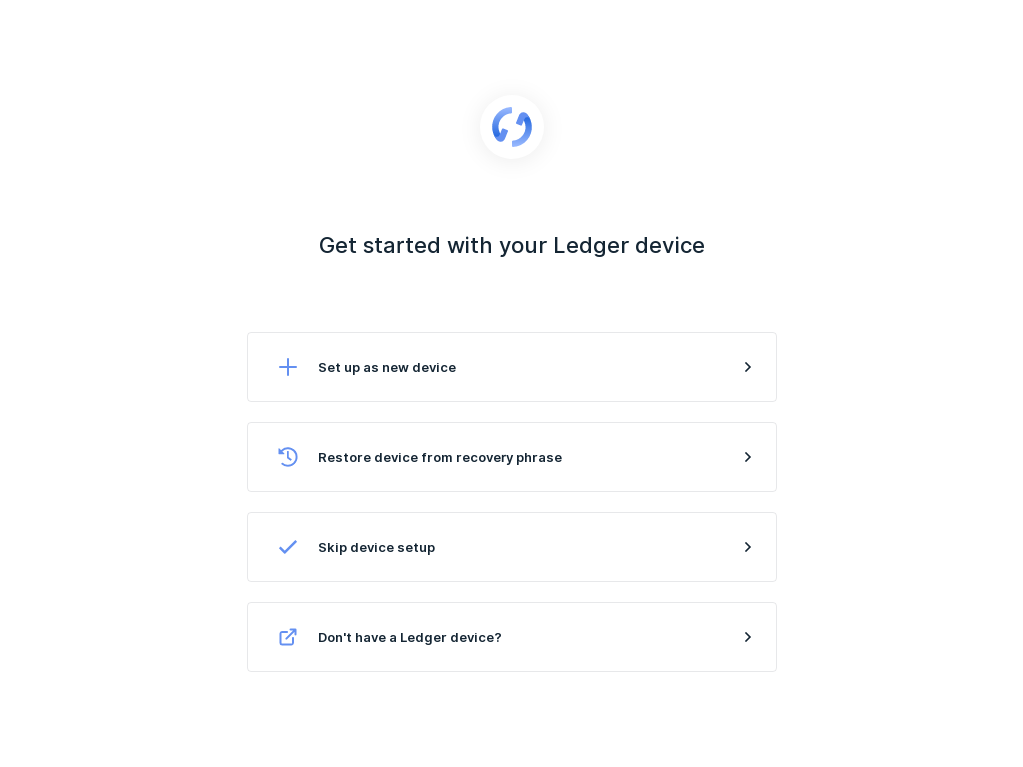 Get started with your Ledger device
Set up as new device
Restore device from recovery phrase
Skip device setup
Don't have a Ledger device?